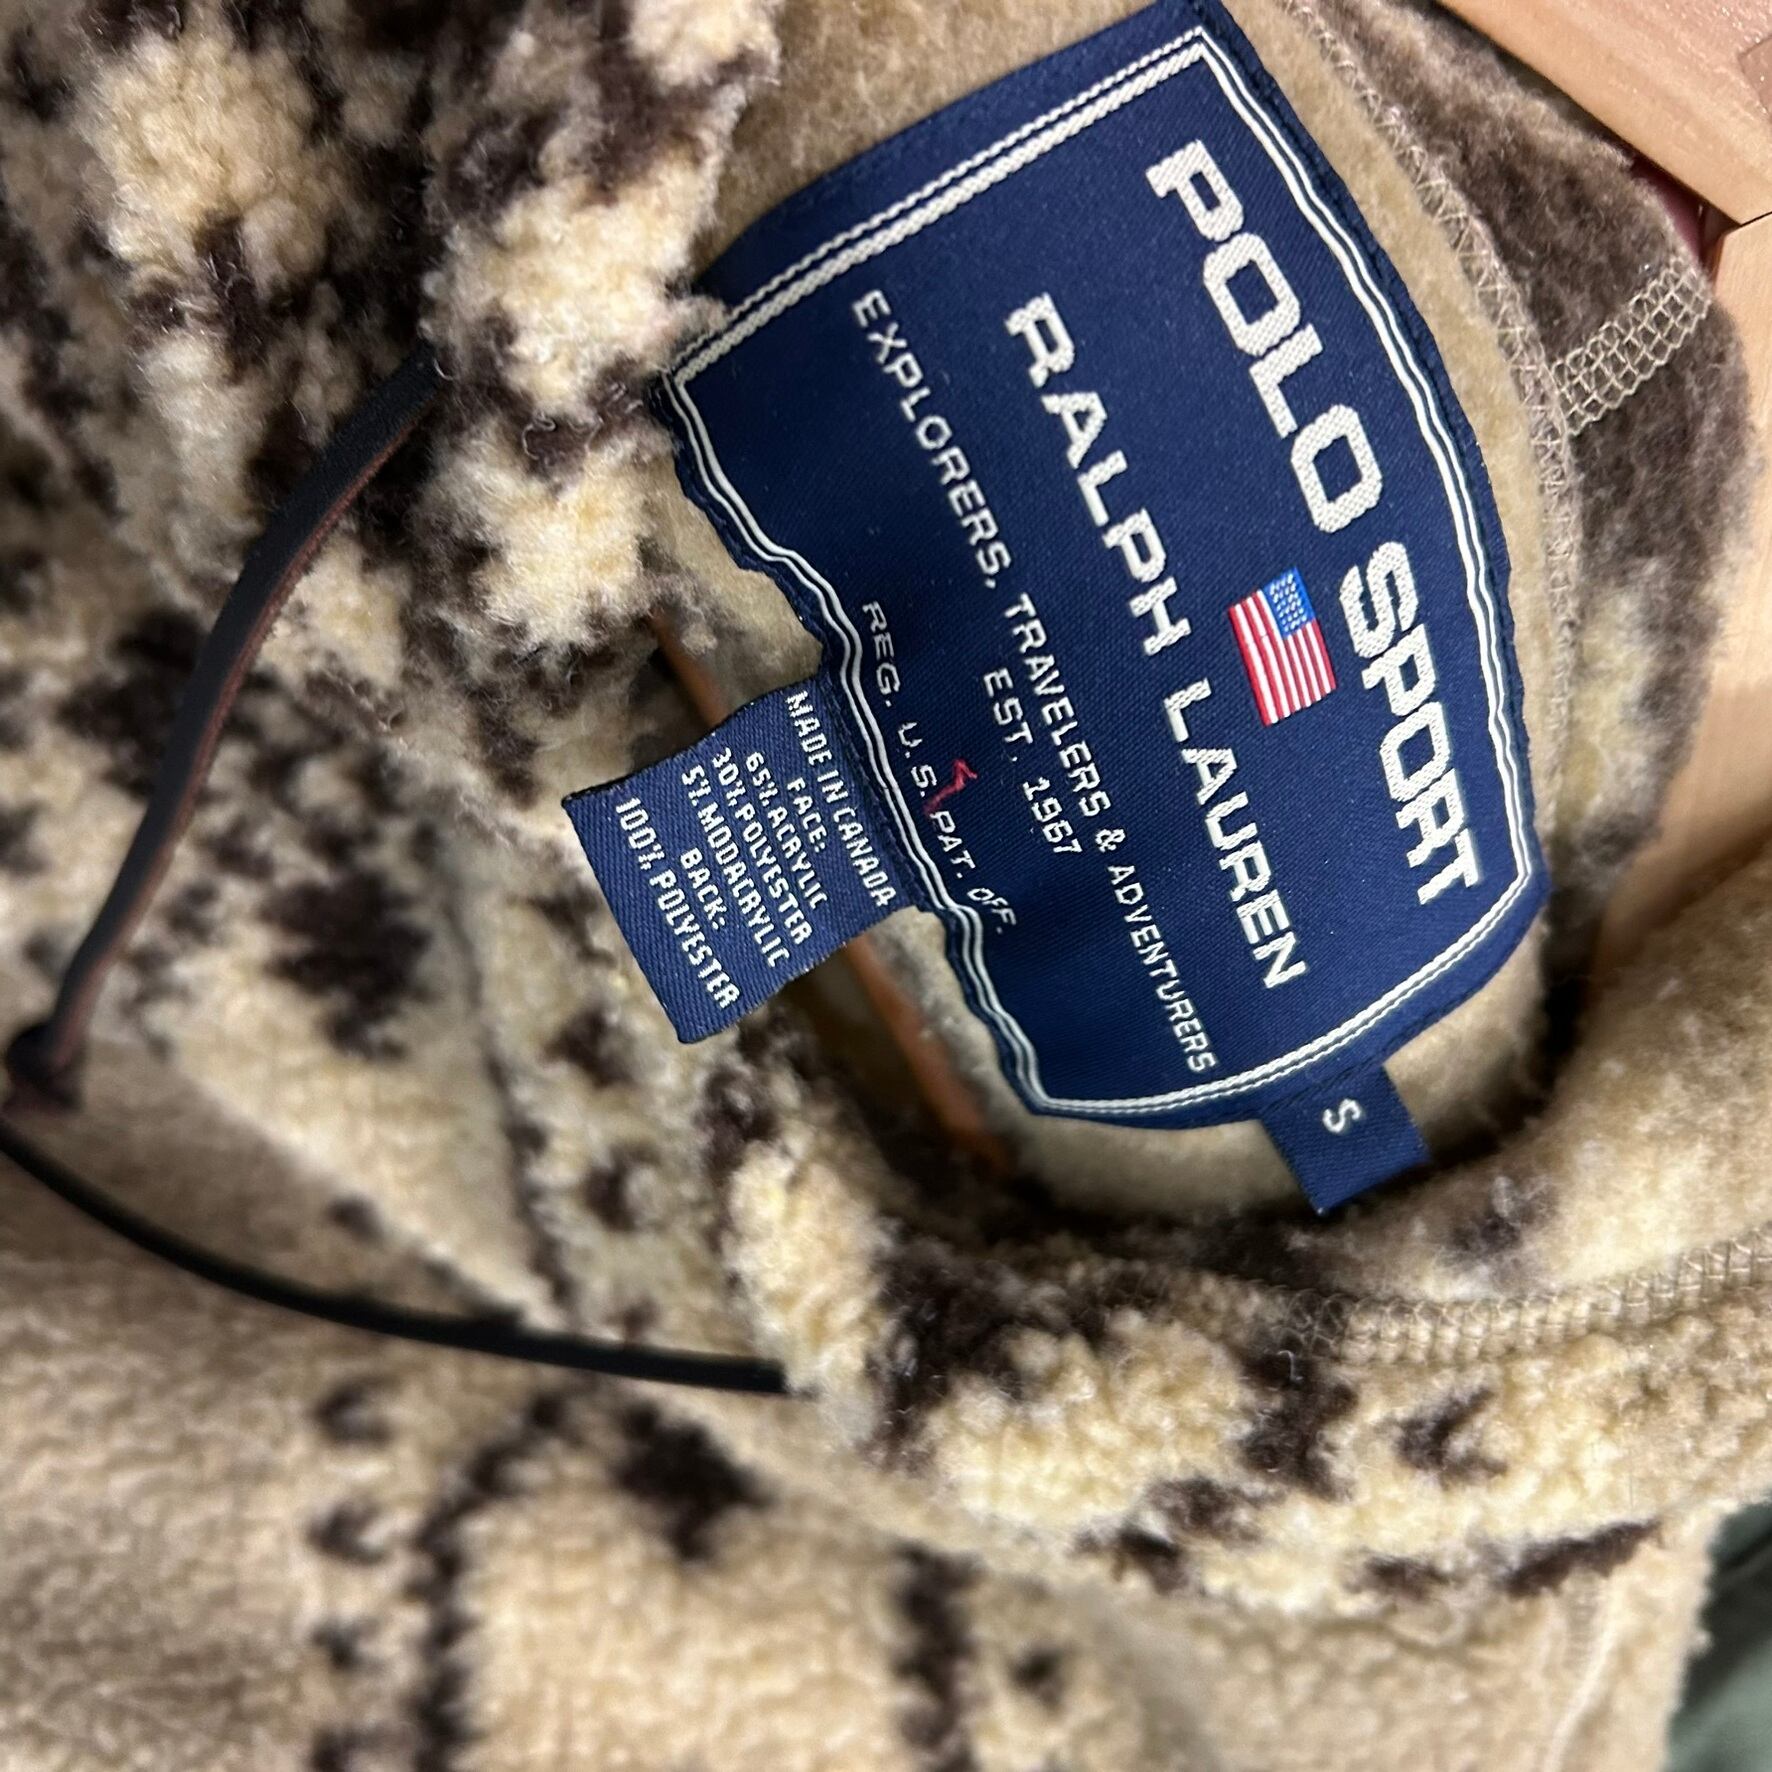 POLO SPORT
RALPH LAUREN
EXPLORERS, TRAVELERS & ADVENTURERS
EST. 1967
REG. U.S. PAT. OFF.
S
MADE IN CANADA
FACE:
65% ACRYLIC
30% POLYESTER
5% MODACRYLIC
BACK:
100% POLYESTER